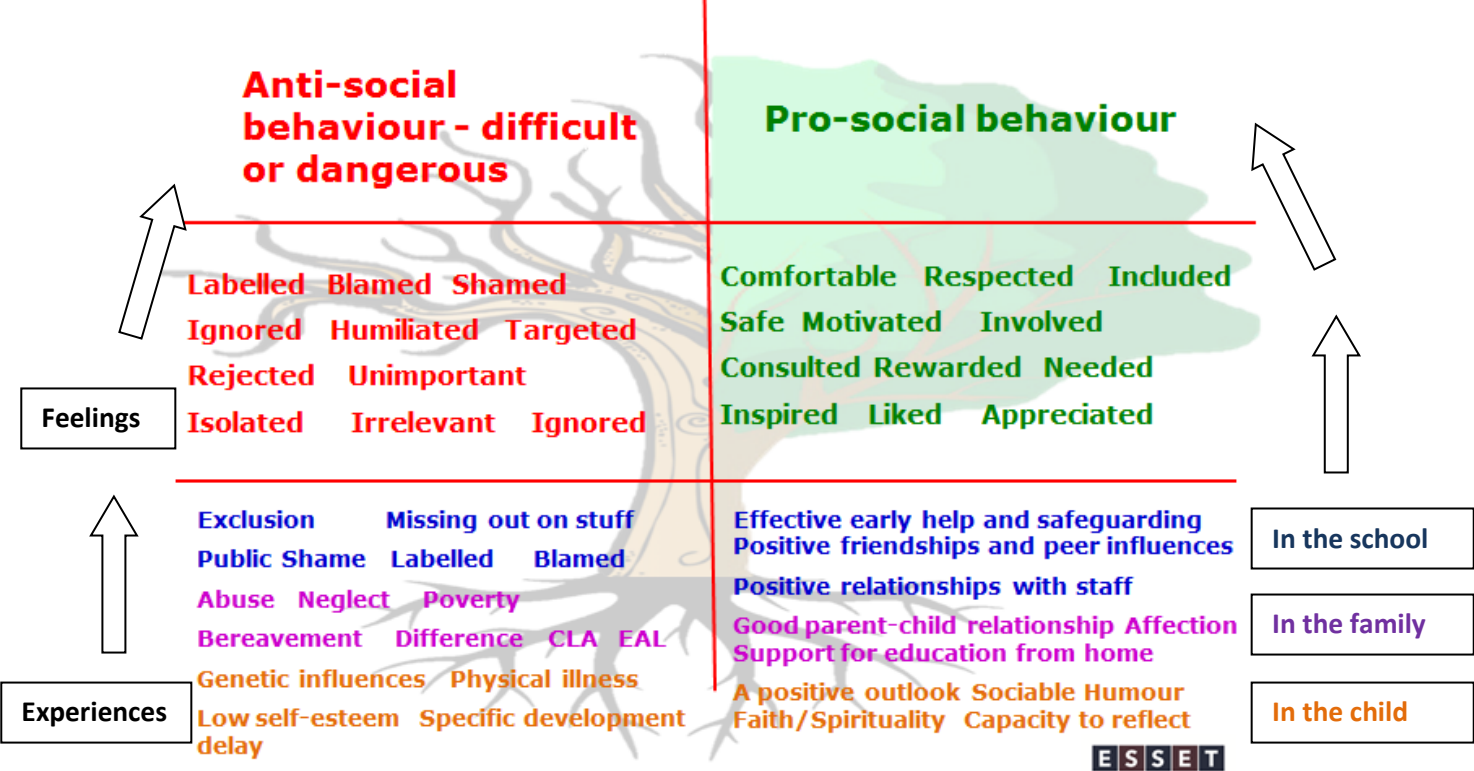 Anti-social
behaviour - difficult
or dangerous
Pro-social behaviour
Labelled Blamed Shamed
Ignored Humiliated Targeted
Rejected Unimportant
Isolated Irrelevant Ignored
Comfortable Respected Included
Safe Motivated Involved
Consulted Rewarded Needed
Inspired Liked Appreciated
Feelings
Exclusion Missing out on stuff
Public Shame Labelled Blamed
Abuse Neglect Poverty
Bereavement Difference CLA EAL
Genetic influences Physical illness
Low self-esteem Specific development
delay
Effective early help and safeguarding
Positive friendships and peer influences
Positive relationships with staff
Good parent-child relationship Affection
Support for education from home
A positive outlook Sociable Humour
Faith/Spirituality Capacity to reflect
In the school
In the family
In the child
Experiences
ESSET